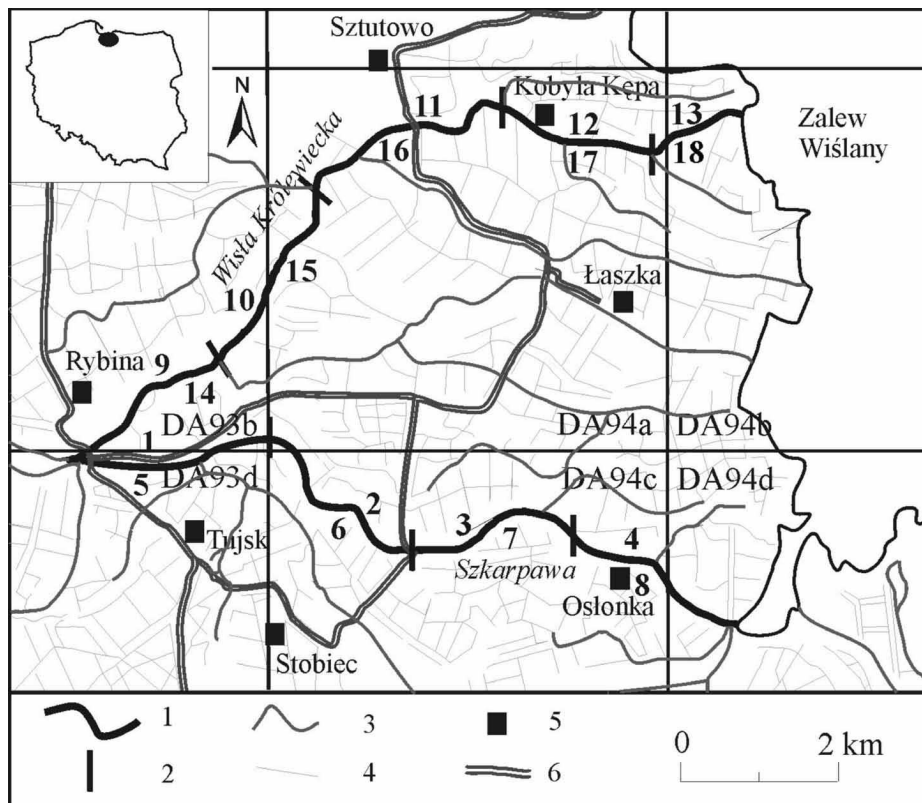 Sztutowo
N
Kobyla Kępa
11
13
12
Zalew
Wiślany
16
17
18
Wisła Królewiecka
15
10
Łaszka
Rybina
9
14
1
DA93b
DA94a
DA94b
5
DA93d
DA94c
DA94d
2
6
3
7
4
Tujsk
Szkarpawa
8
Osłonka
Stobiec
1
3
5
0
2 km
2
4
6